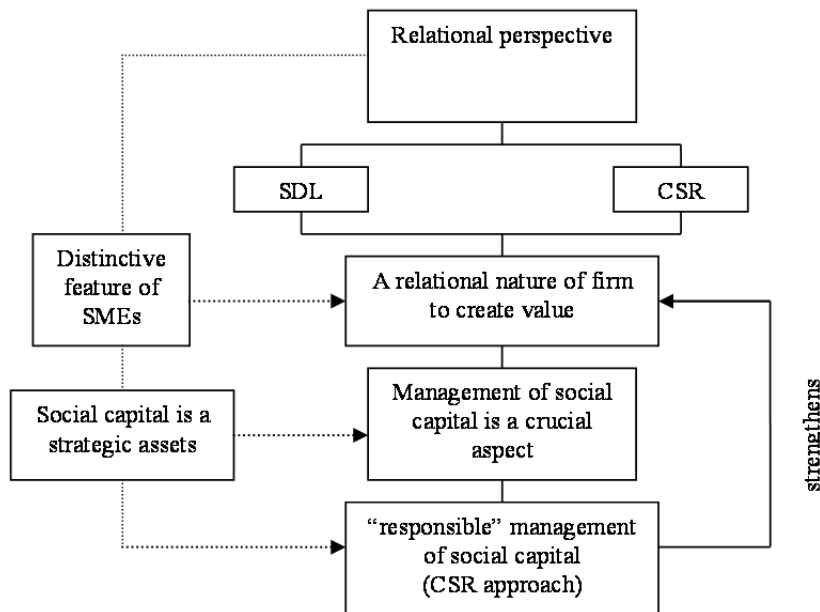 Relational perspective
SDL
CSR
Distinctive
feature of
SMEs
A relational nature of firm
to create value
Social capital is a
strategic assets
Management of social
capital is a crucial
aspect
“responsible” management
of social capital
(CSR approach)
strengthens